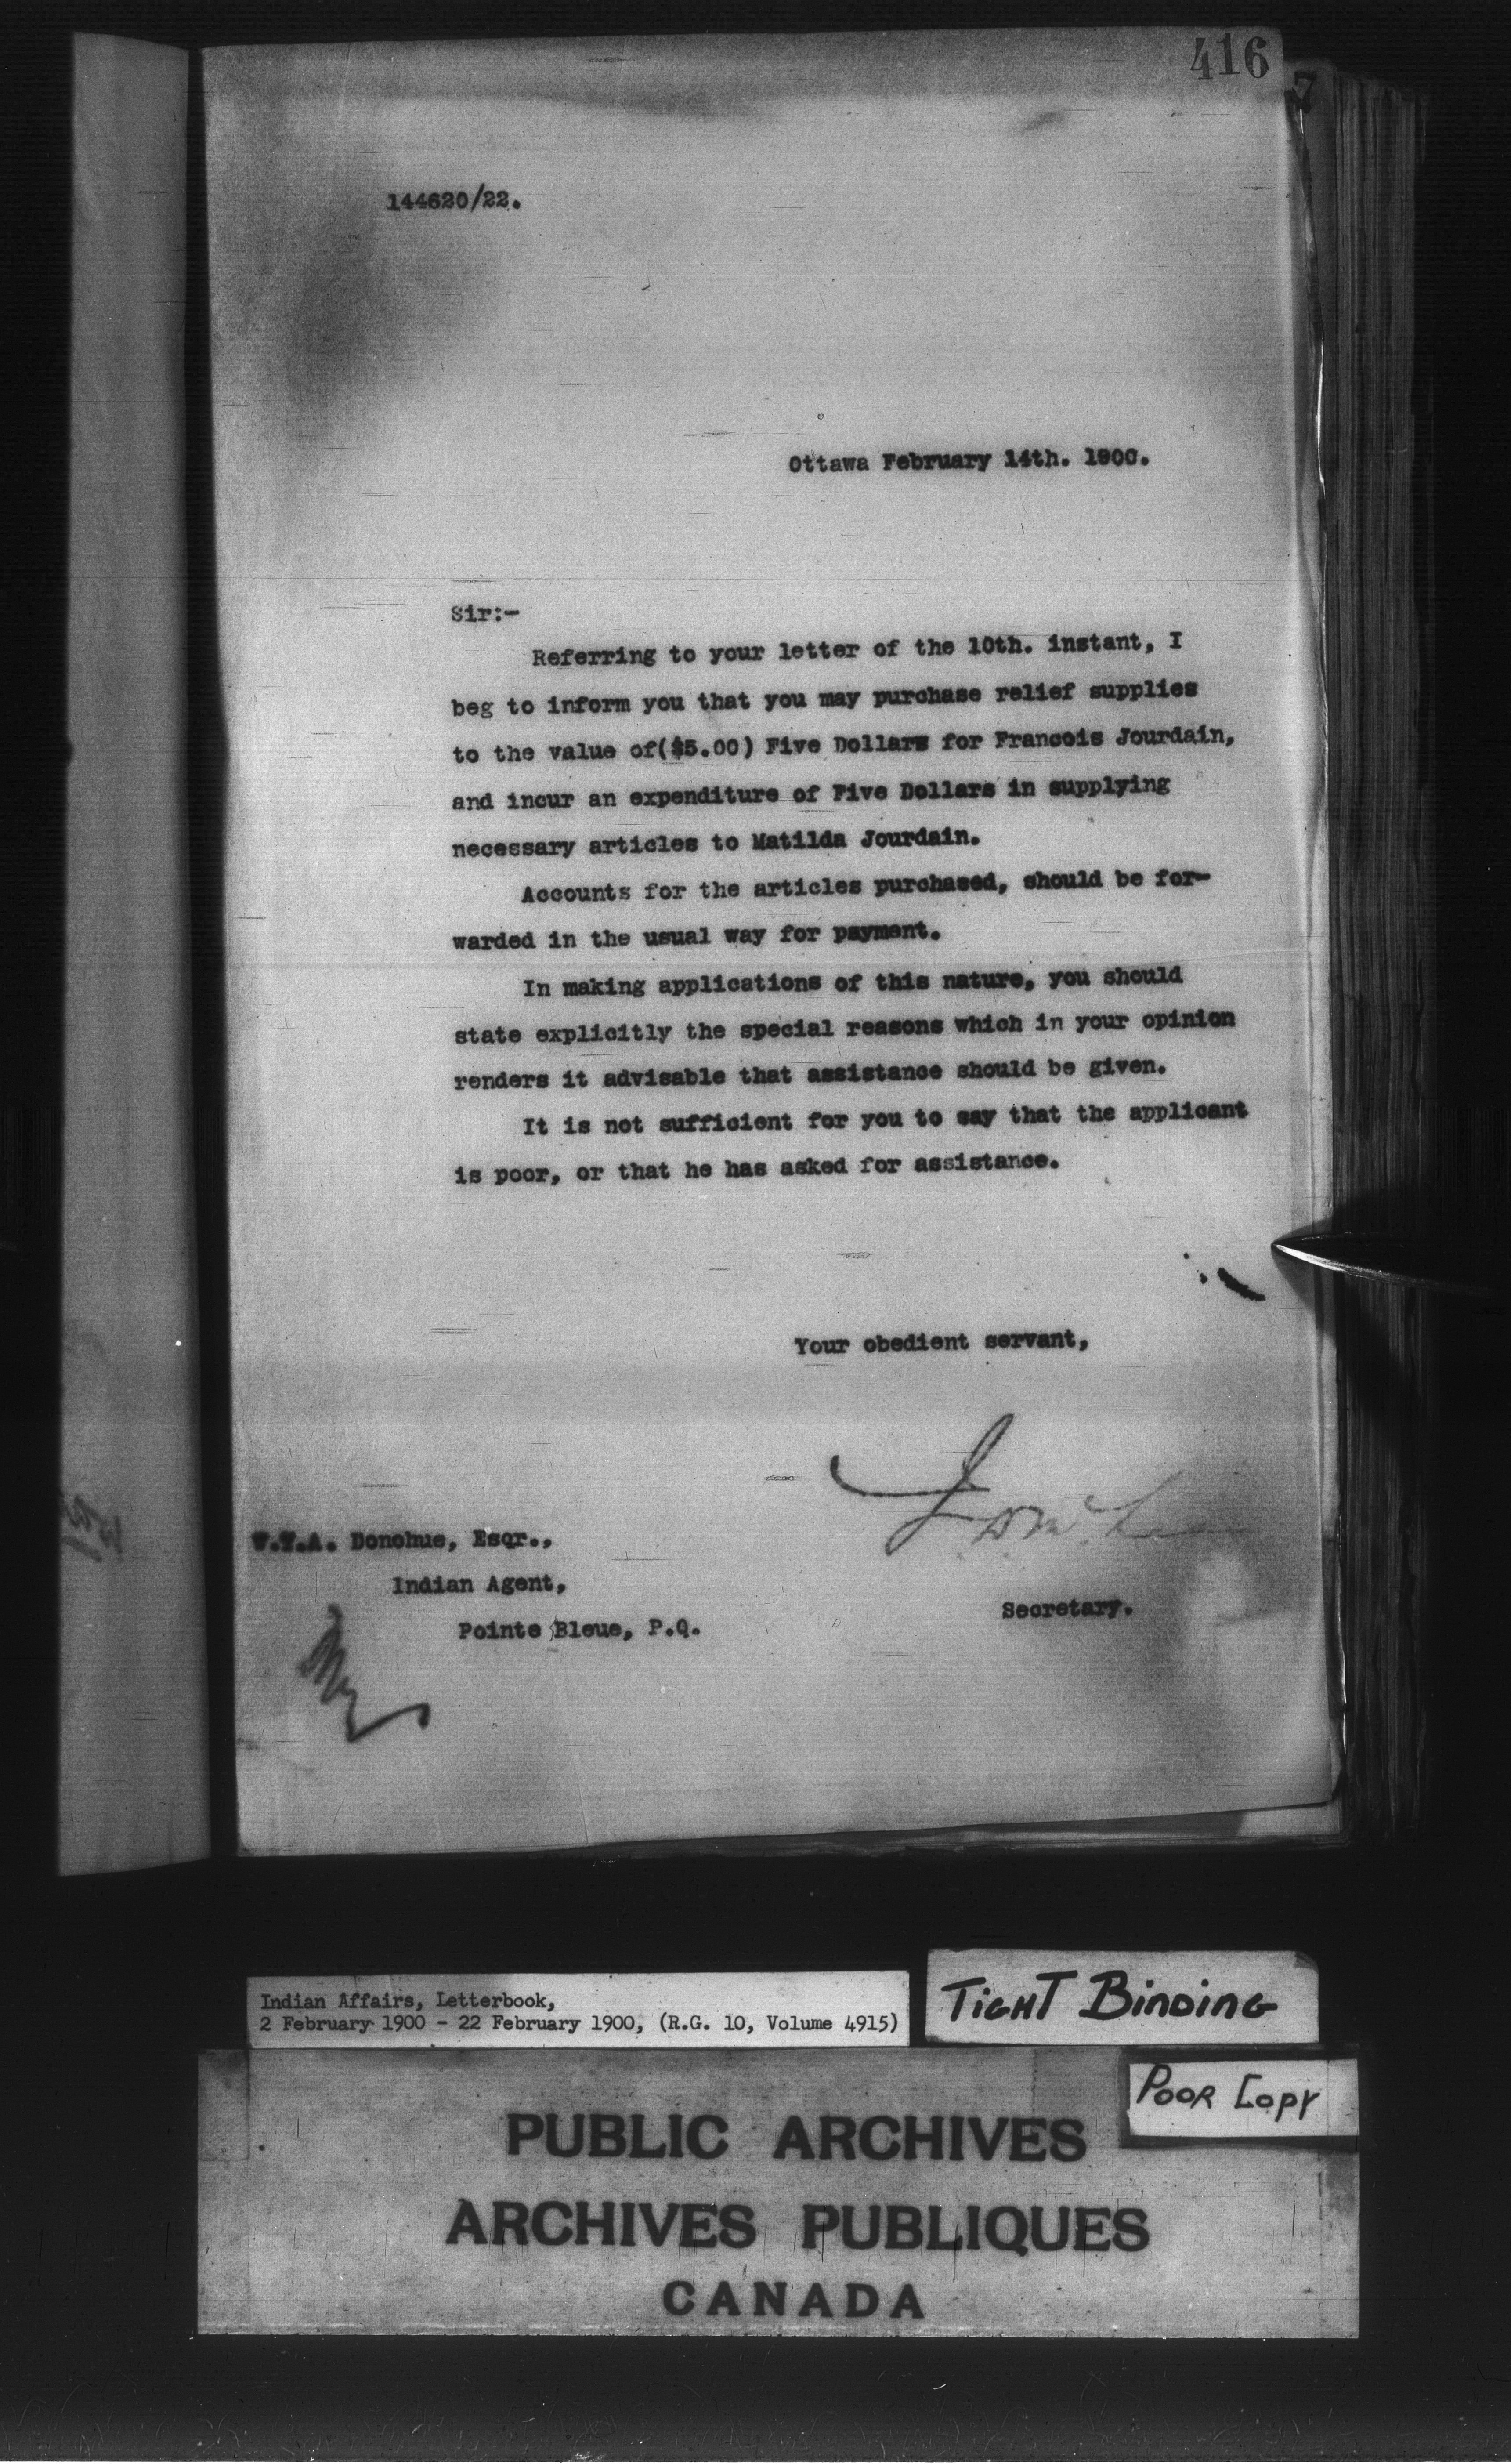 416
7
144620/22.
Ottawa February 14th. 1900.
Sir:-
Referring to your letter of the 10th. instant, I
beg to inform you that you may purchase relief supplies
to the value of($5.00) Five Dollars for Francois Jourdain,
and incur an expenditure of Five Dollars in supplying
necessary articles to Matilda Jourdain.
Accounts for the articles purchased, should be for-
warded in the usual way for payment.
In making applications of this nature, you should
state explicitly the special reasons which in your opinion
renders it advisable that assistance should be given.
It is not sufficient for you to say that the applicant
is poor, or that he has asked for assistance.
Your obedient servant,
J D McLean
Secretary.
Donohue, Esqr.,
Indian Agent,
Pointe Bleue, P.Q.
Indian Affairs, Letterbook,
2 February 1900 - 22 February 1900, (R.G. 10, Volume 4915)
TIGHT BINDING
POOR COPY
PUBLIC ARCHIVES
ARCHIVES PUBLIQUES
CANADA